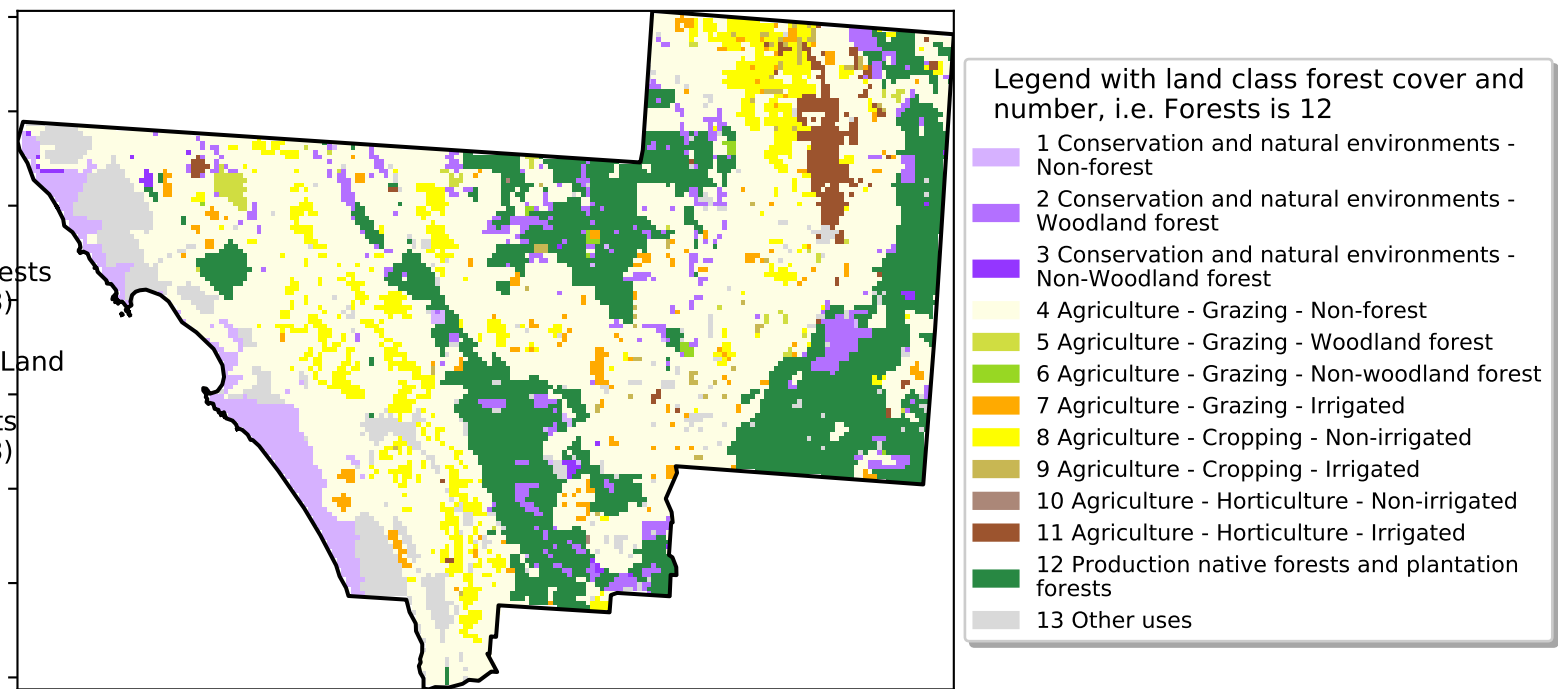 ests
3)
Land
ts
3)
Legend with land class forest cover and
number, i.e. Forests is 12
1 Conservation and natural environments -
Non-forest
2 Conservation and natural environments -
Woodland forest
3 Conservation and natural environments -
Non-Woodland forest
4 Agriculture - Grazing - Non-forest
5 Agriculture - Grazing - Woodland forest
6 Agriculture - Grazing - Non-woodland forest
7 Agriculture - Grazing - Irrigated
8 Agriculture - Cropping - Non-irrigated
9 Agriculture - Cropping - Irrigated
10 Agriculture - Horticulture - Non-irrigated
11 Agriculture - Horticulture - Irrigated
12 Production native forests and plantation
forests
13 Other uses